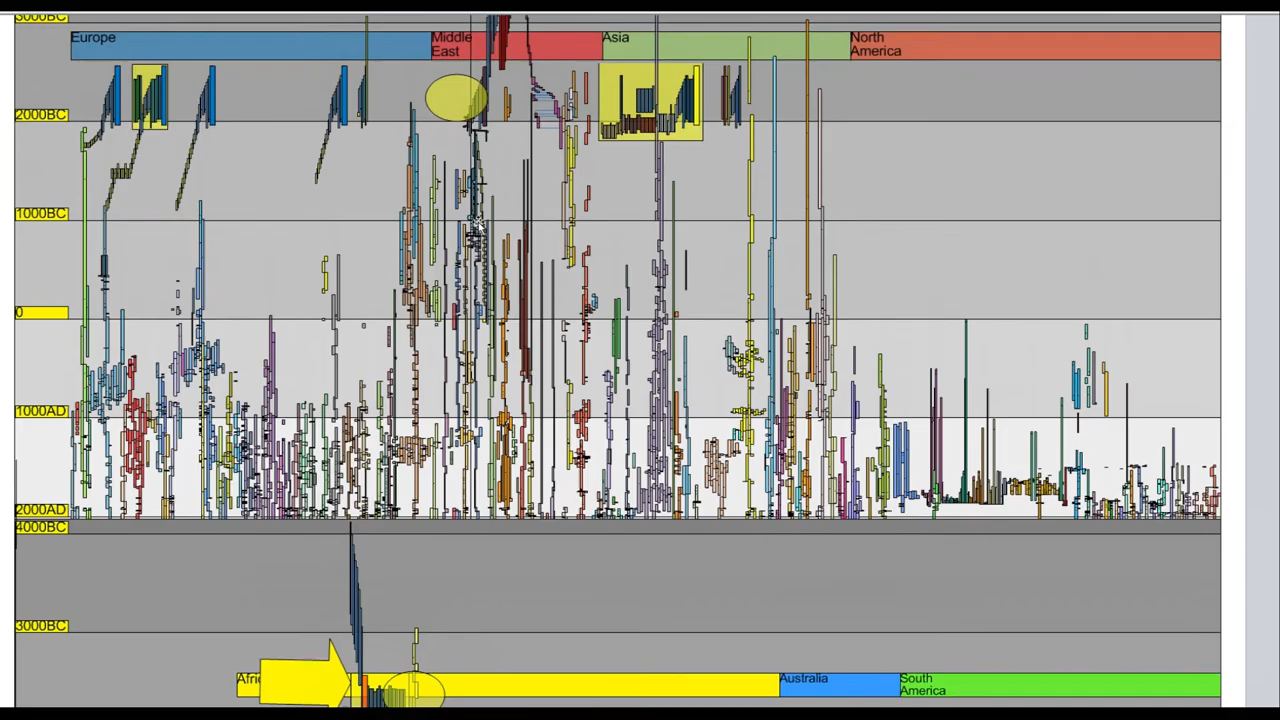 3000BC
Europe
Middle
East
Asia
North
America
2000BC
1000BC
0
1000AD
2000AD
4000BC
3000BC
Afri
Australia
South
America